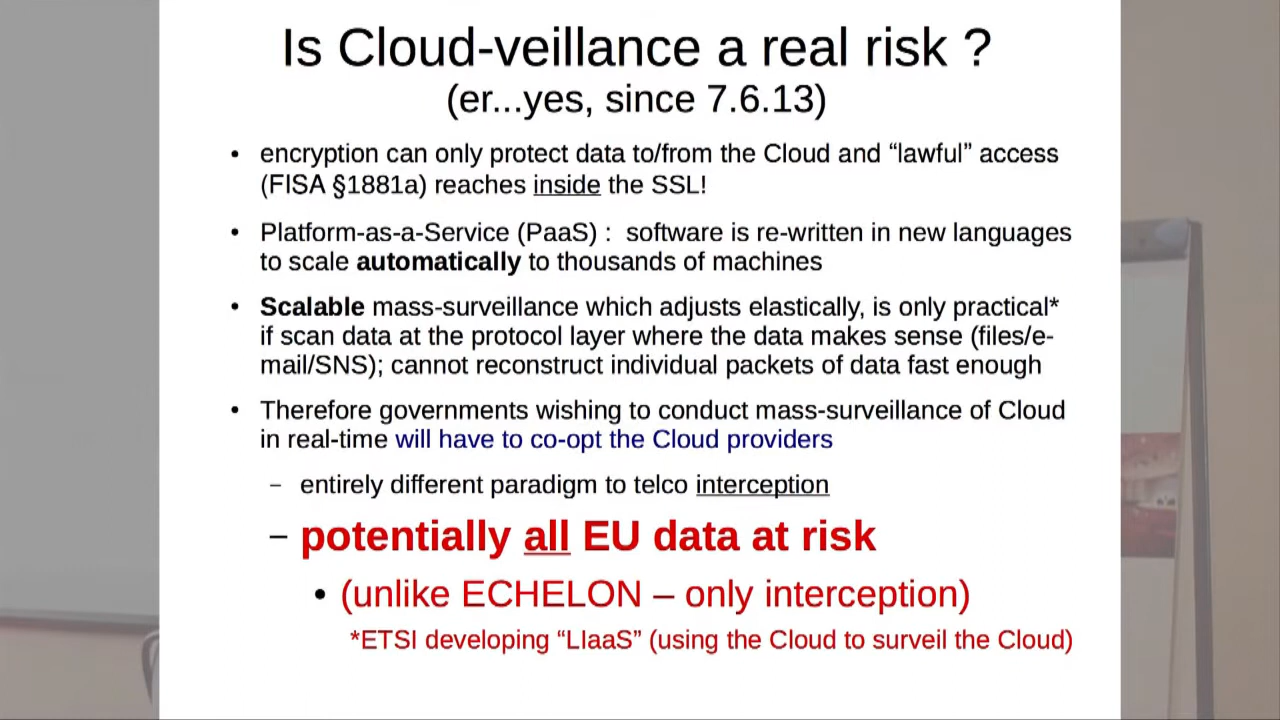 Is Cloud-veillance a real risk ?
(er...yes, since 7.6.13)
• encryption can only protect data to/from the Cloud and “lawful” access
(FISA §1881a) reaches inside the SSL!
• Platform-as-a-Service (PaaS) : software is re-written in new languages
to scale automatically to thousands of machines
• Scalable mass-surveillance which adjusts elastically, is only practical*
if scan data at the protocol layer where the data makes sense (files/e-
mail/SNS); cannot reconstruct individual packets of data fast enough
• Therefore governments wishing to conduct mass-surveillance of Cloud
in real-time will have to co-opt the Cloud providers
– entirely different paradigm to telco interception
– potentially all EU data at risk
• (unlike ECHELON – only interception)
*ETSI developing “LIaaS” (using the Cloud to surveil the Cloud)